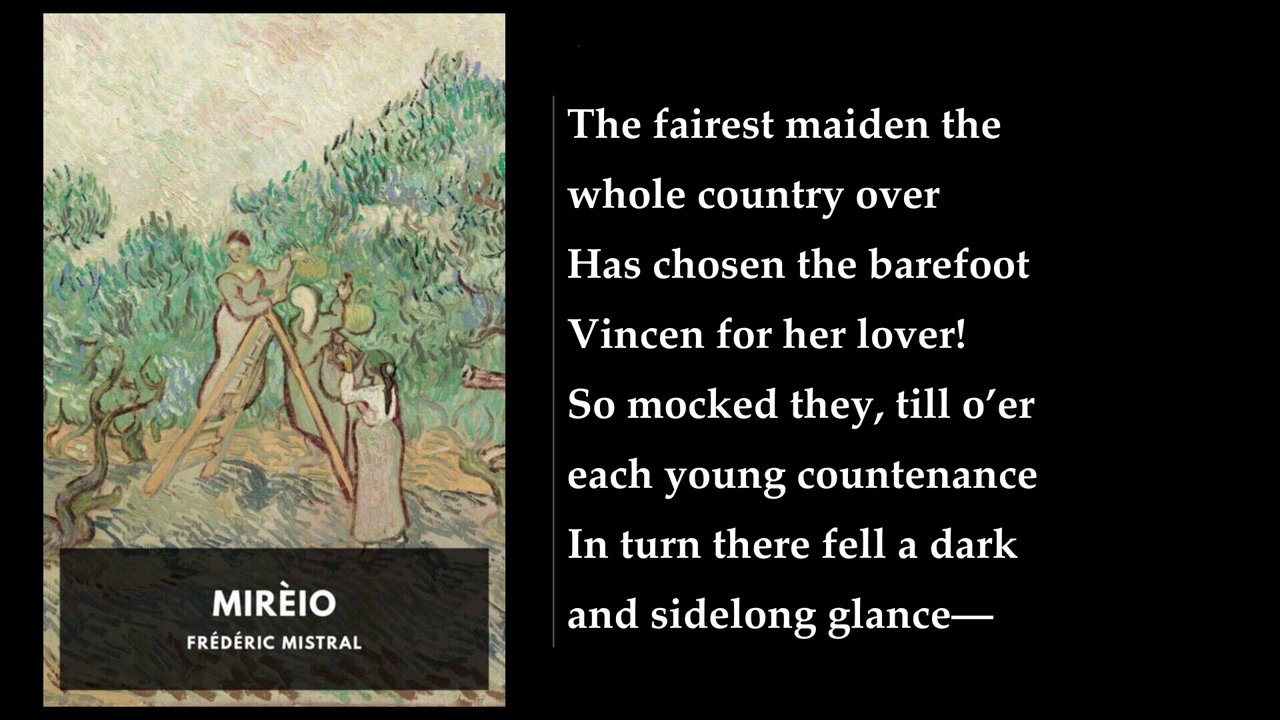 MIRÈIO
FRÉDÉRIC MISTRAL
The fairest maiden the
whole country over
Has chosen the barefoot
Vincen for her lover!
So mocked they, till o’er
each young countenance
In turn there fell a dark
and sidelong glance—